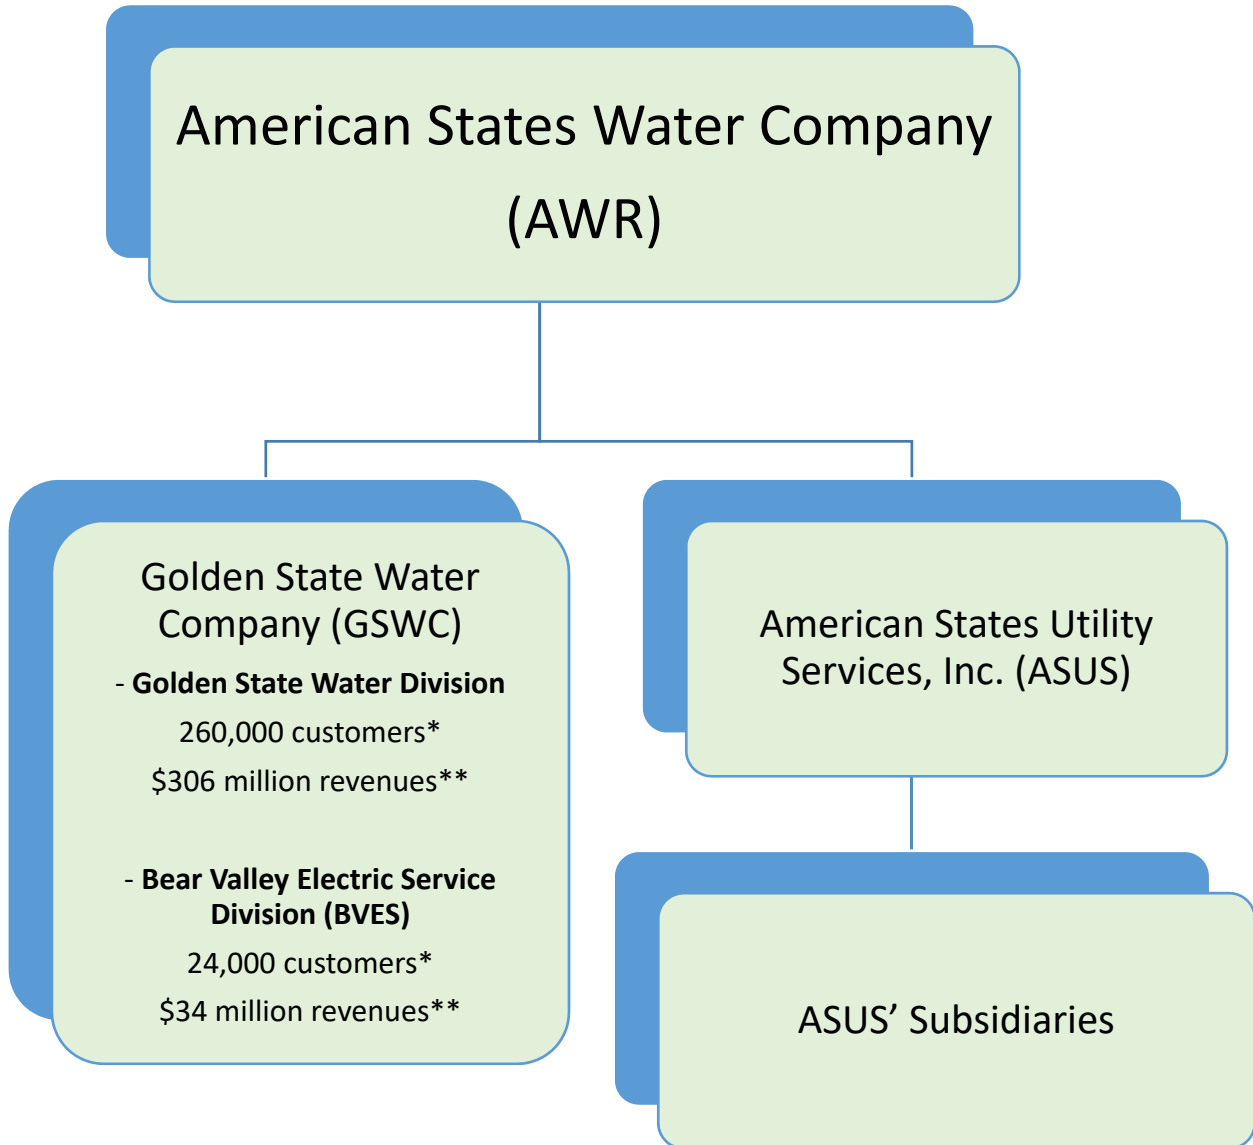 American States Water Company
(AWR)
Golden State Water
Company (GSWC)
- Golden State Water Division
260,000 customers*
$306 million revenues**
- Bear Valley Electric Service
Division (BVES)
24,000 customers*
$34 million revenues**
American States Utility
Services, Inc. (ASUS)
ASUS’ Subsidiaries